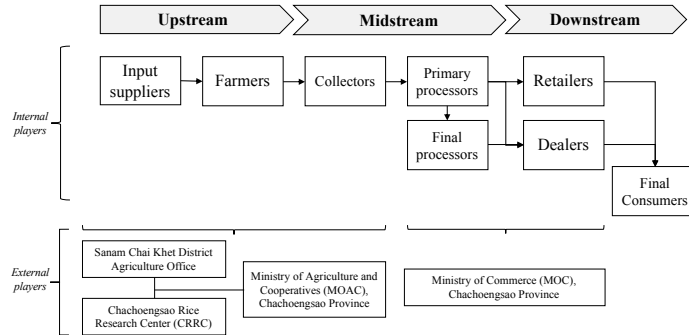 Upstream
Midstream
Downstream
Internal
players
Input
suppliers
Farmers
Collectors
Primary
processors
Retailers
Final
processors
Dealers
Final
Consumers
External
players
Sanam Chai Khet District
Agriculture Office
Ministry of Agriculture and
Cooperatives (MOAC),
Chachoengsao Province
Ministry of Commerce (MOC),
Chachoengsao Province
Chachoengsao Rice
Research Center (CRRC)